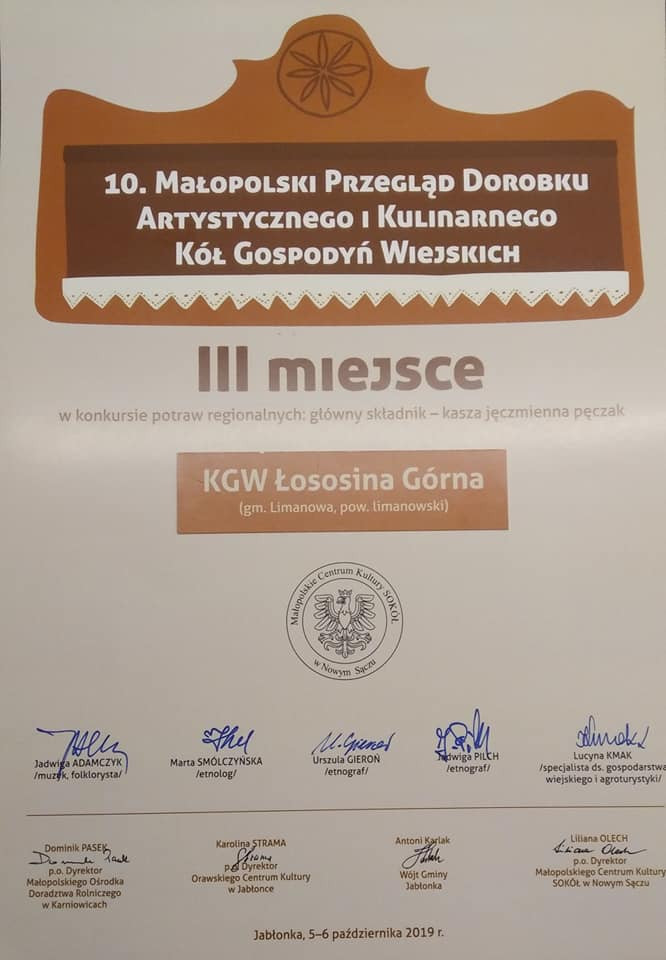 10. Małopolski Przegląd Dorobku
Artystycznego i Kulinarnego
Kół Gospodyń Wiejskich
III miejsce
w konkursie potraw regionalnych: główny składnik – kasza jęczmienna pęczak
KGW Łososina Górna
(gm. Limanowa, pow. limanowski)
Małopolskie Centrum Kultury SOKÓŁ
w Nowym Sączu
Jadwiga ADAMCZYK
/muzyk, folklorysta/
Marta SMÓLCZYŃSKA
/etnolog/
Urszula GIEROŃ
/etnograf/
Jadwiga PILCH
/etnograf/
Lucyna KMAK
/specjalista ds. gospodarstwa
wiejskiego i agroturystyki/
Dominik PASEK
p.o. Dyrektor
Małopolskiego Ośrodka
Doradztwa Rolniczego
w Karniowicach
Karolina STRAMA
p.o. Dyrektor
Orawskiego Centrum Kultury
w Jabłonce
Antoni Karlak
Wójt Gminy
Jabłonka
Liliana OLECH
p.o. Dyrektor
Małopolskiego Centrum Kultury
SOKÓŁ w Nowym Sączu
Jabłonka, 5–6 października 2019 r.